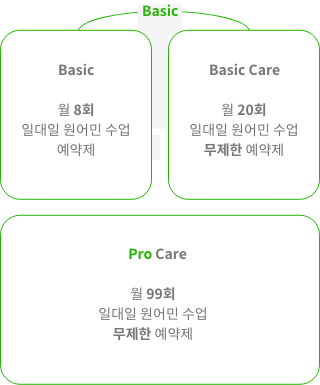 Basic
Basic
월 8회
일대일 원어민 수업
예약제
Basic Care
월 20회
일대일 원어민 수업
무제한 예약제
Pro Care
월 99회
일대일 원어민 수업
무제한 예약제